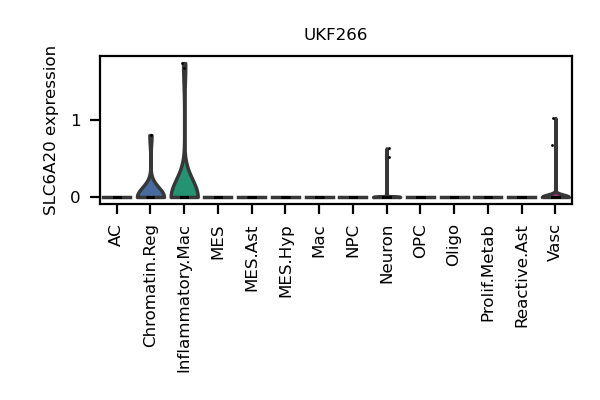 UKF266
SLC6A20 expression
1
0
AC
Chromatin.Reg
Inflammatory.Mac
MES
MES.Ast
MES.Hyp
Mac
NPC
Neuron
OPC
Oligo
Prolif.Metab
Reactive.Ast
Vasc